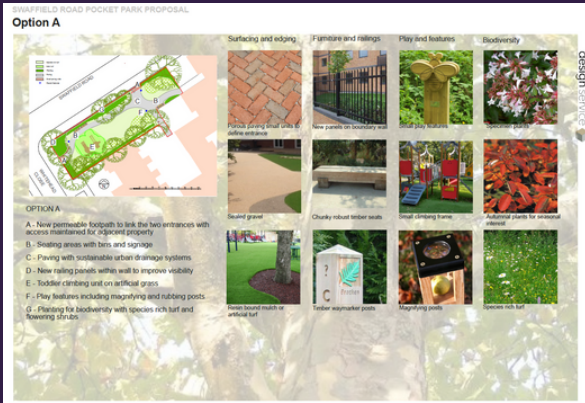 SWAFFIELD ROAD POCKET PARK PROPOSAL
Option A
SWAFFIELD ROAD
OPTION A
A - New permeable footpath to link the two entrances with
access maintained for adjacent property
B - Seating areas with bins and signage
C - Paving with sustainable urban drainage systems
D - New railing panels within wall to improve visibility
E - Toddler climbing unit on artificial grass
F - Play features including magnifying and rubbing posts
G - Planting for biodiversity with species rich turf and
flowering shrubs
Surfacing and edging
Porous paving small units to
define entrance
Sealed gravel
Resin bound mulch or
artificial turf
Furniture and railings
New panels on boundary wall
Chunky robust timber seats
Timber waymarker posts
Play and features
Small play features
Small climbing frame
Magnifying posts
Biodiversity
Specimen plants
Autumnal plants for seasonal
interest
Species rich turf
designservice